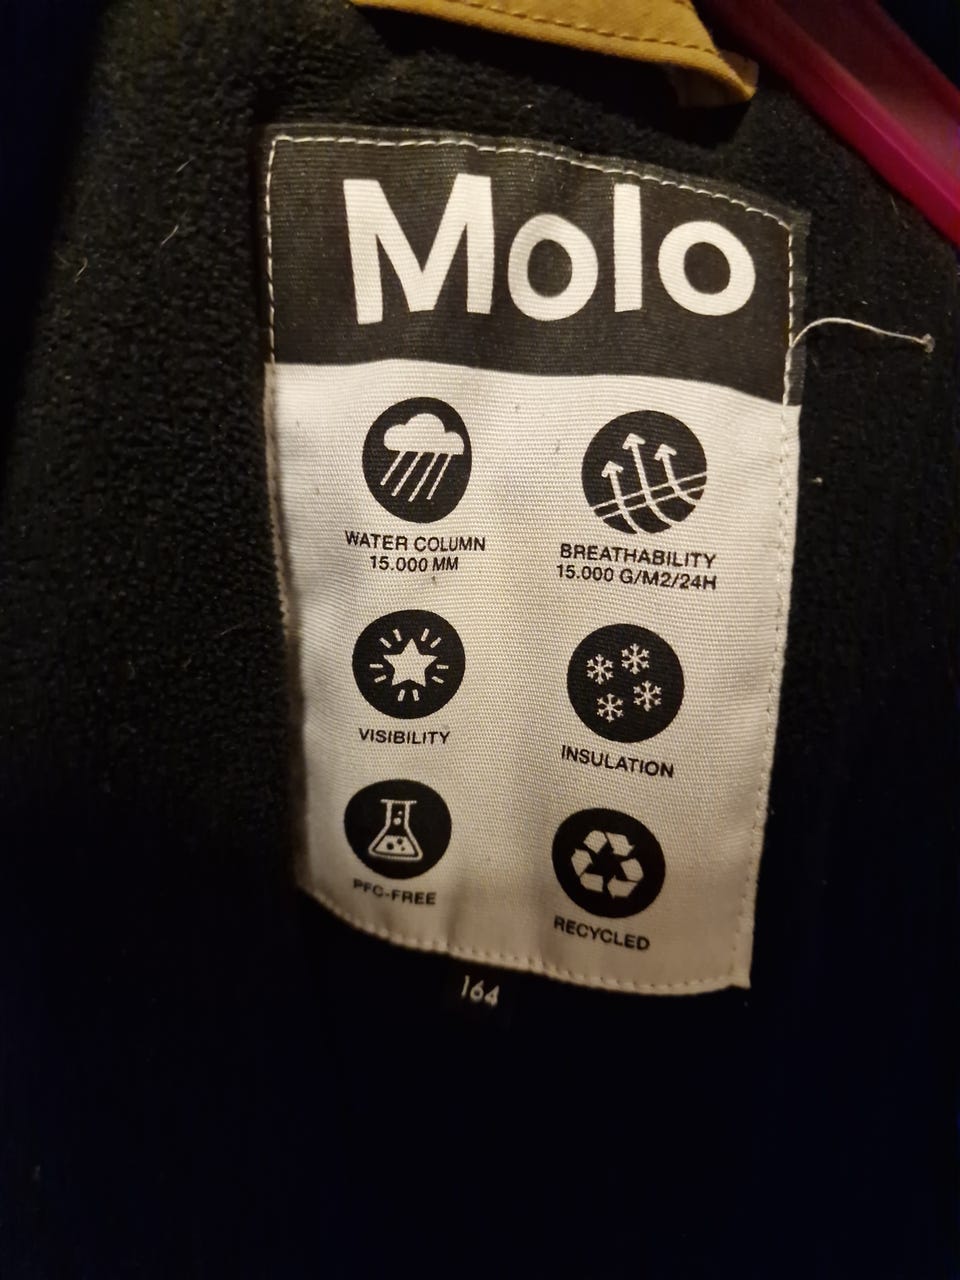 Molo
WATER COLUMN
15.000 MM
BREATHABILITY
15.000 G/M2/24H
VISIBILITY
INSULATION
PFC-FREE
RECYCLED
164